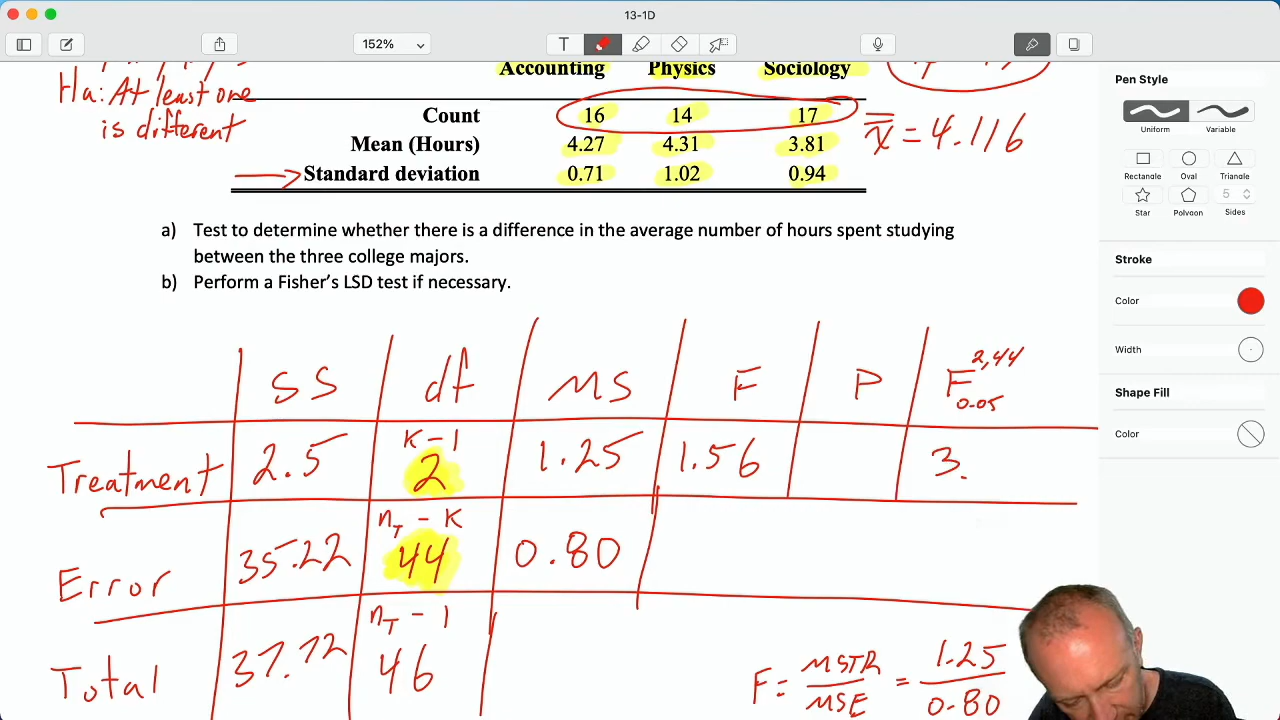 13-1D
152%
T
Accounting Physics Sociology
Ha: At least one
is different
Count 16 14 17
Mean (Hours) 4.27 4.31 3.81
Standard deviation 0.71 1.02 0.94
x̄ = 4.116
a) Test to determine whether there is a difference in the average number of hours spent studying
between the three college majors.
b) Perform a Fisher's LSD test if necessary.
SS df MS F P F 2,44 0.05
K-1
Treatment 2.5 2 1.25 1.56 3.
nT - K
Error 35.22 44 0.80
nT - 1
Total 37.72 46
F = MSTR / MSE = 1.25 / 0.80
Pen Style
Uniform Variable
Rectangle Oval Triangle
Star Polygon 5 Sides
Stroke
Color
Width
Shape Fill
Color